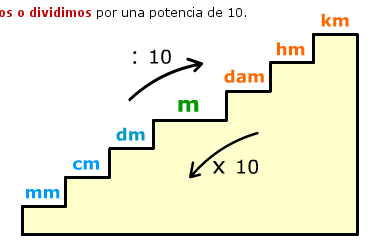 os o dividimos por una potencia de 10.
km
: 10
hm
dam
m
dm
x 10
cm
mm